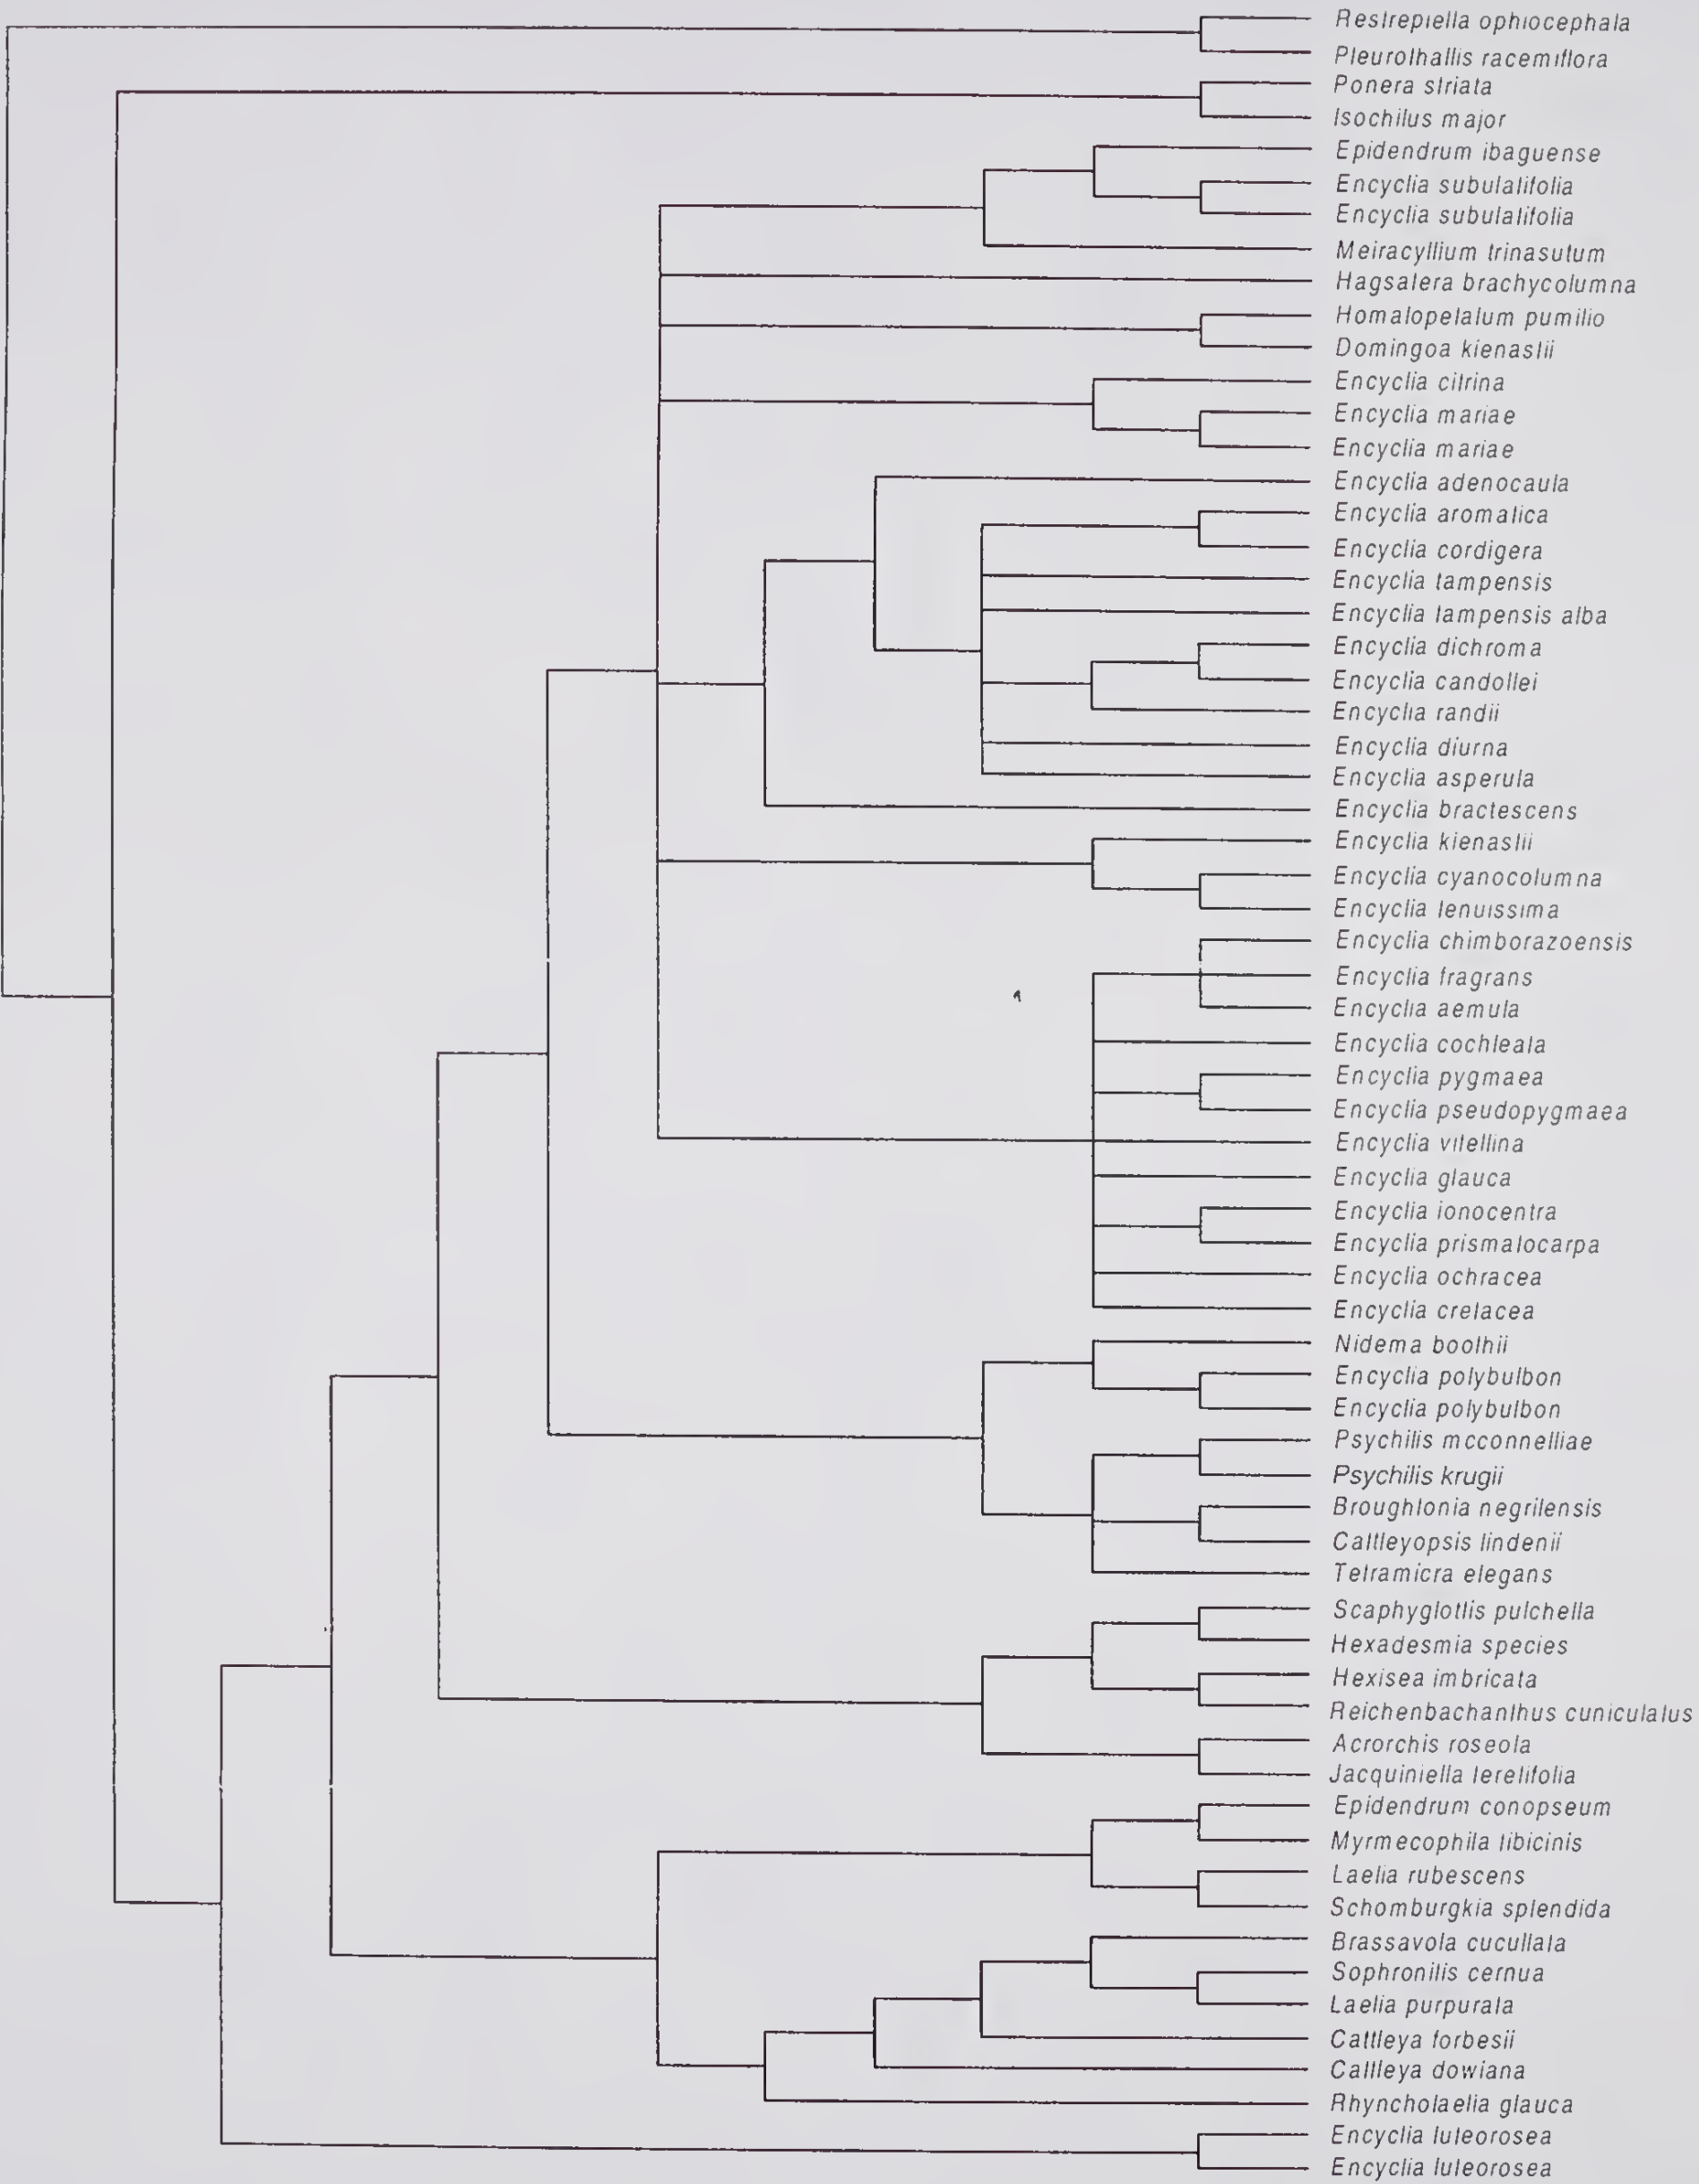 Restrepiella ophiocephala
Pleurothallis racemiflora
Ponera striata
Isochilus major
Epidendrum ibaguense
Encyclia subulatifolia
Encyclia subulatifolia
Meiracyllium trinasutum
Hagsatera brachycolumna
Homalopetalum pumilio
Domingoa kienastii
Encyclia citrina
Encyclia mariae
Encyclia mariae
Encyclia adenocaula
Encyclia aromatica
Encyclia cordigera
Encyclia tampensis
Encyclia tampensis alba
Encyclia dichroma
Encyclia candollei
Encyclia randii
Encyclia diurna
Encyclia asperula
Encyclia bractescens
Encyclia kienastii
Encyclia cyanocolumna
Encyclia tenuissima
Encyclia chimborazoensis
Encyclia fragrans
Encyclia aemula
Encyclia cochleata
Encyclia pygmaea
Encyclia pseudopygmaea
Encyclia vitellina
Encyclia glauca
Encyclia ionocentra
Encyclia prismatocarpa
Encyclia ochracea
Encyclia cretacea
Nidema boothii
Encyclia polybulbon
Encyclia polybulbon
Psychilis mcconnelliae
Psychilis krugii
Broughtonia negrilensis
Cattleyopsis lindenii
Tetramicra elegans
Scaphyglottis pulchella
Hexadesmia species
Hexisea imbricata
Reichenbachanthus cuniculatus
Acrorchis roseola
Jacquiniella teretifolia
Epidendrum conopseum
Myrmecophila tibicinis
Laelia rubescens
Schomburgkia splendida
Brassavola cucullata
Sophronitis cernua
Laelia purpurata
Cattleya forbesii
Cattleya dowiana
Rhyncholaelia glauca
Encyclia luteorosea
Encyclia luteorosea